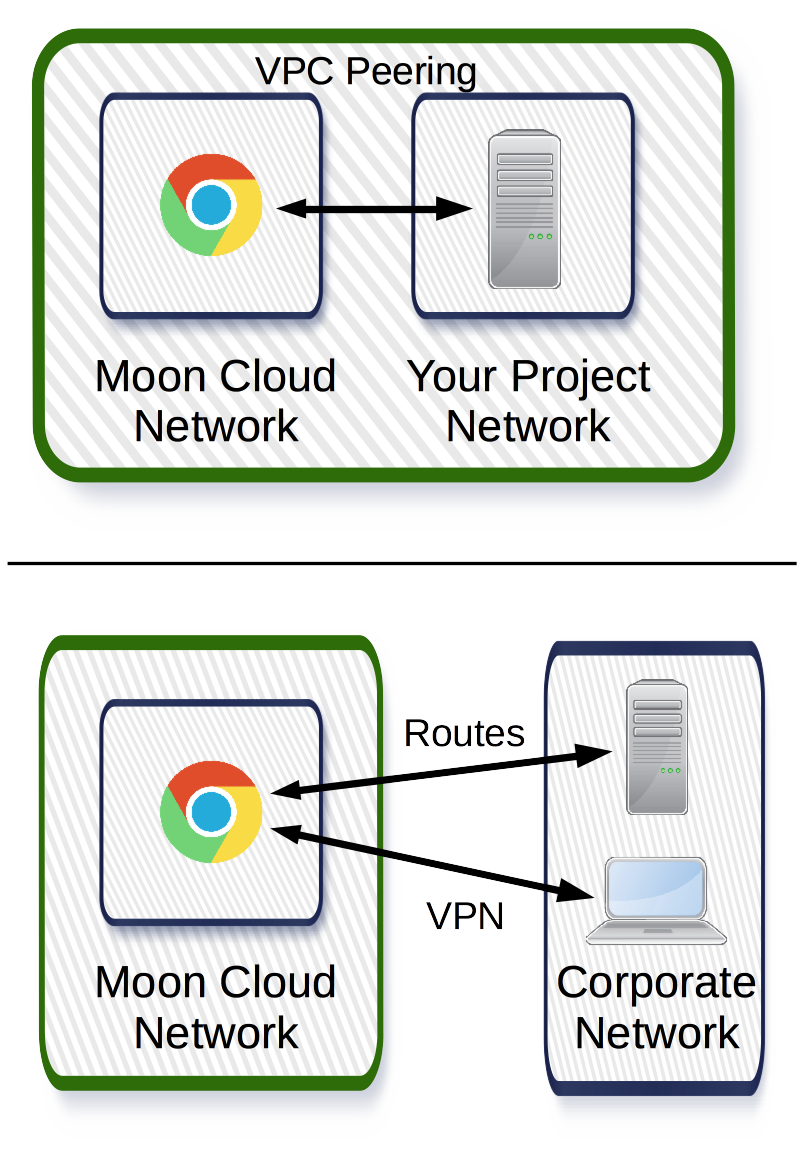 VPC Peering
Moon Cloud
Network
Your Project
Network
Routes
VPN
Moon Cloud
Network
Corporate
Network